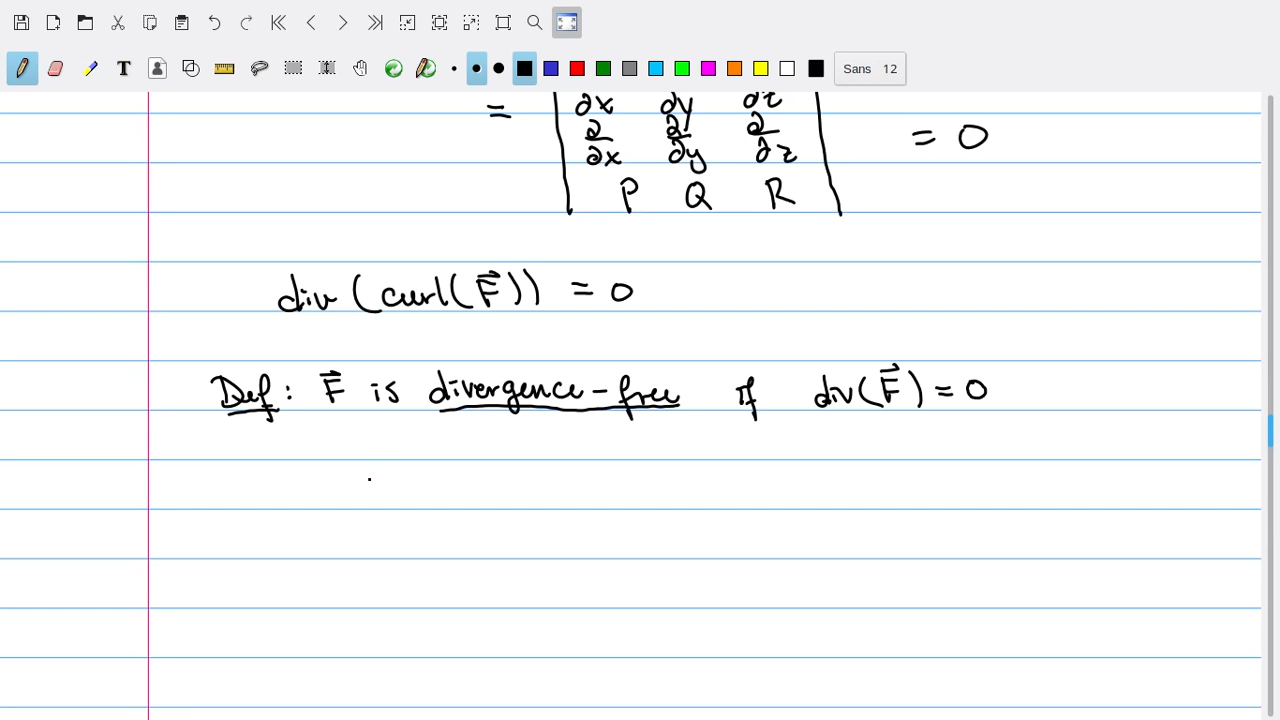 Sans 12
= | ∂x ∂y ∂z
∂/∂x ∂/∂y ∂/∂z | = 0
P Q R
div (curl(F⃗)) = 0
Def: F⃗ is divergence-free if div(F⃗) = 0